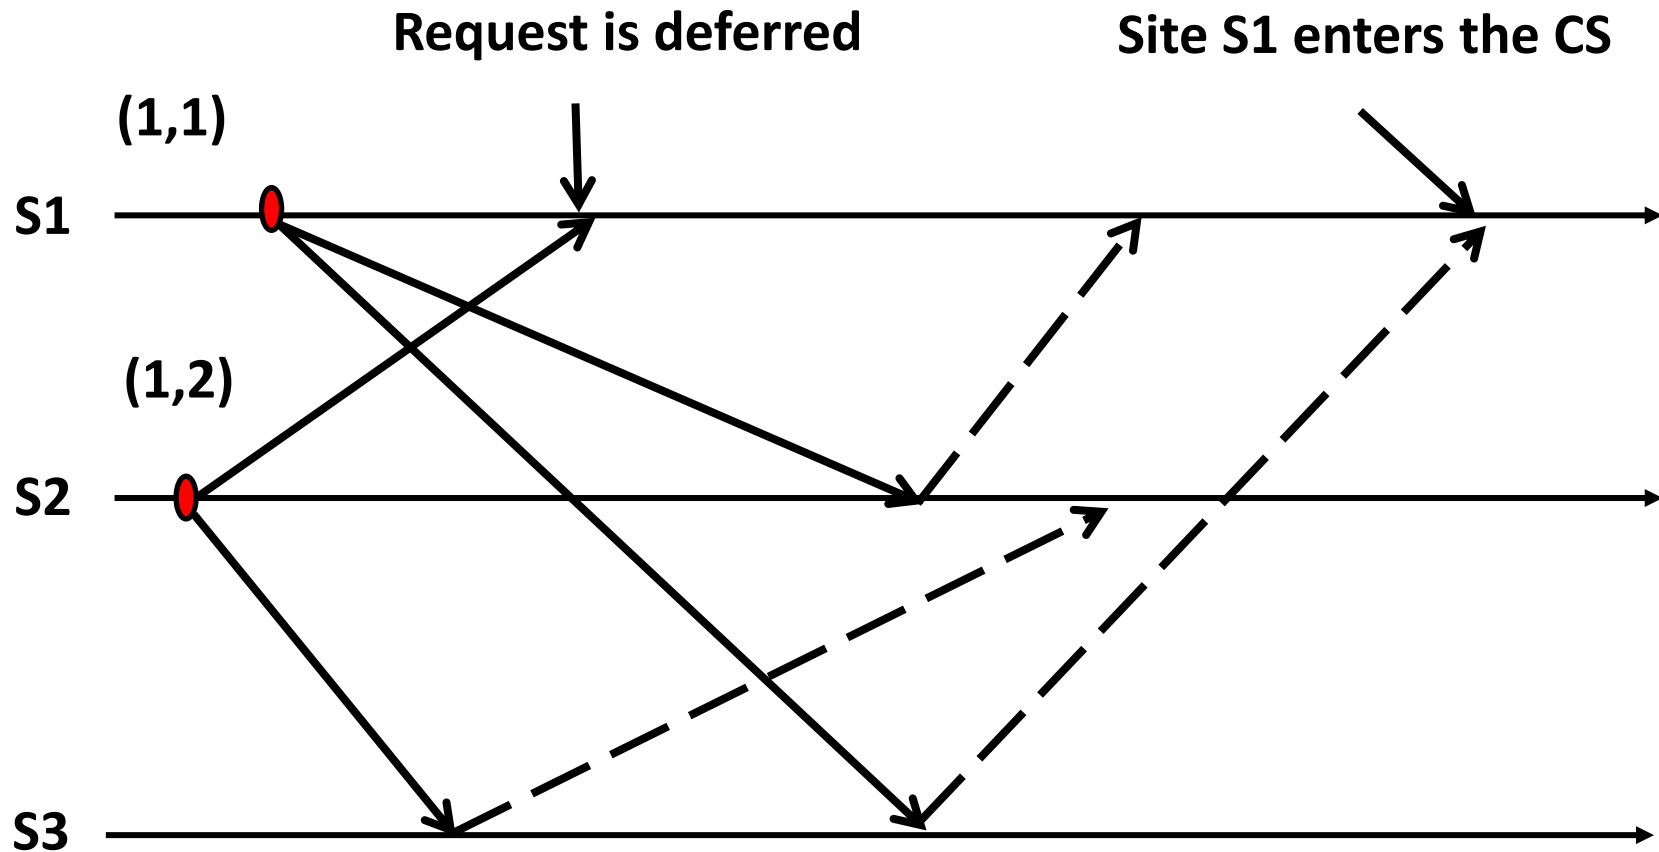 Request is deferred
Site S1 enters the CS
(1,1)
S1
(1,2)
S2
S3